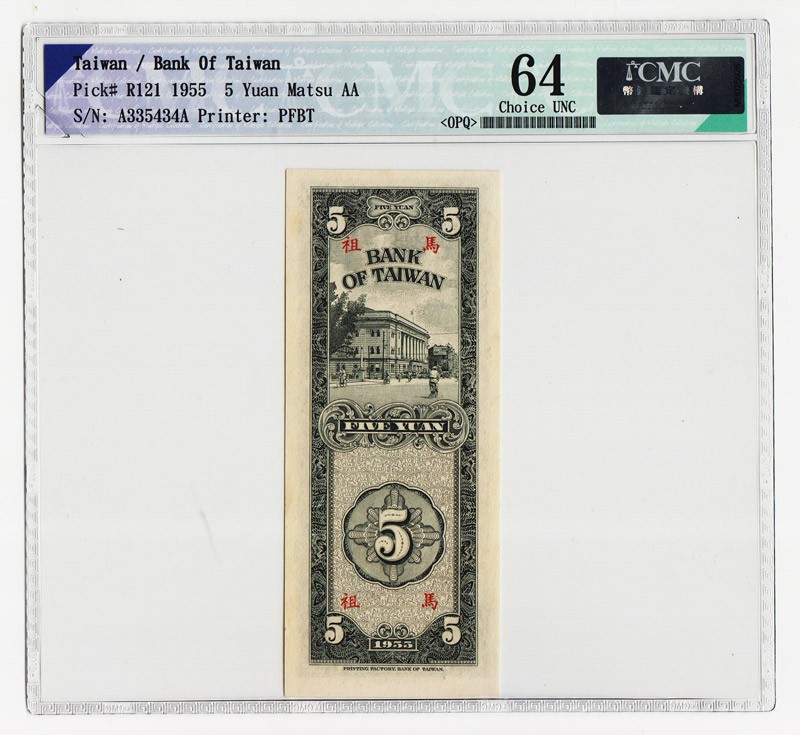 Taiwan / Bank Of Taiwan
Pick# R121 1955 5 Yuan Matsu AA
S/N: A335434A Printer: PFBT
64
Choice UNC
<OPQ>
CMC
5 FIVE YUAN 5
祖 馬
BANK
OF TAIWAN
FIVE YUAN
5
祖 馬
5 1955 5
PRINTING FACTORY, BANK OF TAIWAN.